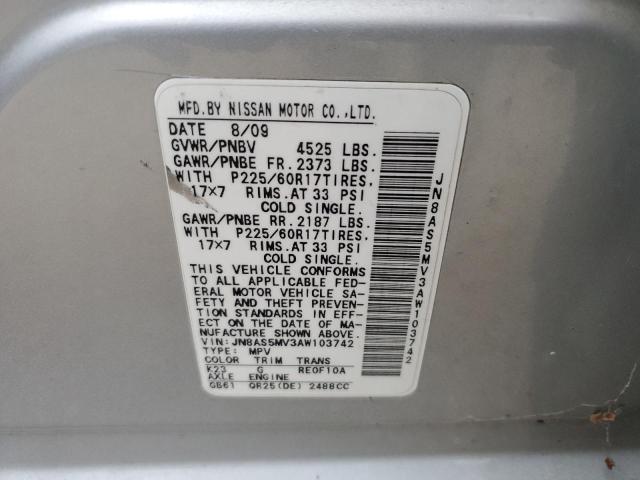 MFD.BY NISSAN MOTOR CO.,LTD.
DATE 8/09
GVWR/PNBV 4525 LBS.
GAWR/PNBE FR. 2373 LBS.
WITH P225/60R17TIRES,
17×7 RIMS.AT 33 PSI
COLD SINGLE.
GAWR/PNBE RR. 2187 LBS.
WITH P225/60R17TIRES,
17×7 RIMS.AT 33 PSI
COLD SINGLE.
THIS VEHICLE CONFORMS
TO ALL APPLICABLE FED-
ERAL MOTOR VEHICLE SA-
FETY AND THEFT PREVENT-
ION STANDARDS IN EFF-
ECT ON THE DATE OF MA-
NUFACTURE SHOWN ABOVE.
VIN: JN8AS5MV3AW103742
TYPE: MPV
COLOR TRIM TRANS
K23 G RE0F10A
AXLE ENGINE
GB61 QR25(DE) 2488CC
JN8AS5MV3AW103742